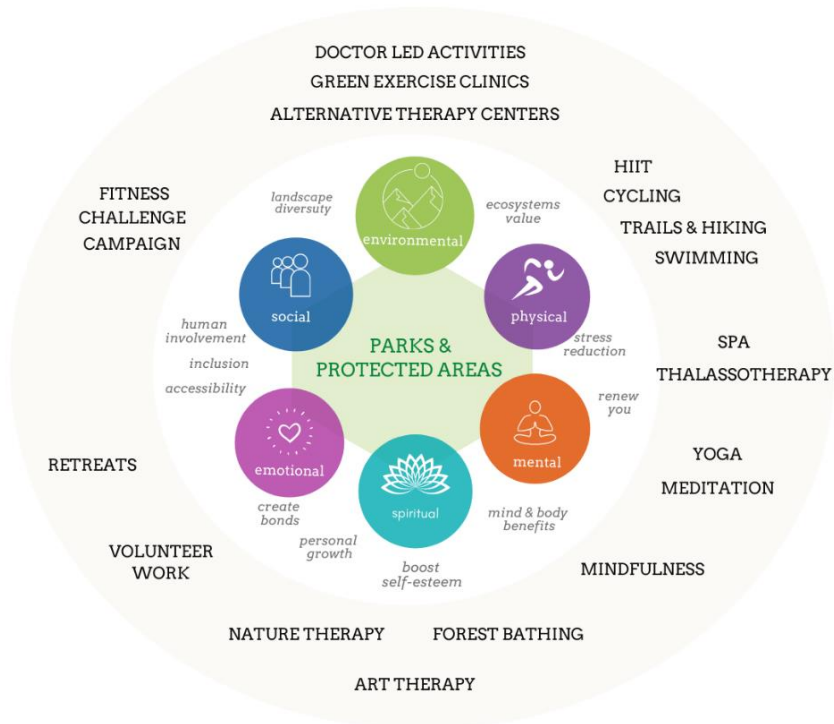 DOCTOR LED ACTIVITIES
GREEN EXERCISE CLINICS
ALTERNATIVE THERAPY CENTERS
HIIT
CYCLING
TRAILS & HIKING
SWIMMING
FITNESS
CHALLENGE
CAMPAIGN
landscape
diversuty
environmental
ecosystems
value
social
physical
human
involvement
inclusion
accessibility
PARKS &
PROTECTED AREAS
stress
reduction
SPA
THALASSOTHERAPY
renew
you
emotional
spiritual
mental
RETREATS
YOGA
MEDITATION
create
bonds
personal
growth
boost
self-esteem
mind & body
benefits
VOLUNTEER
WORK
MINDFULNESS
NATURE THERAPY
FOREST BATHING
ART THERAPY